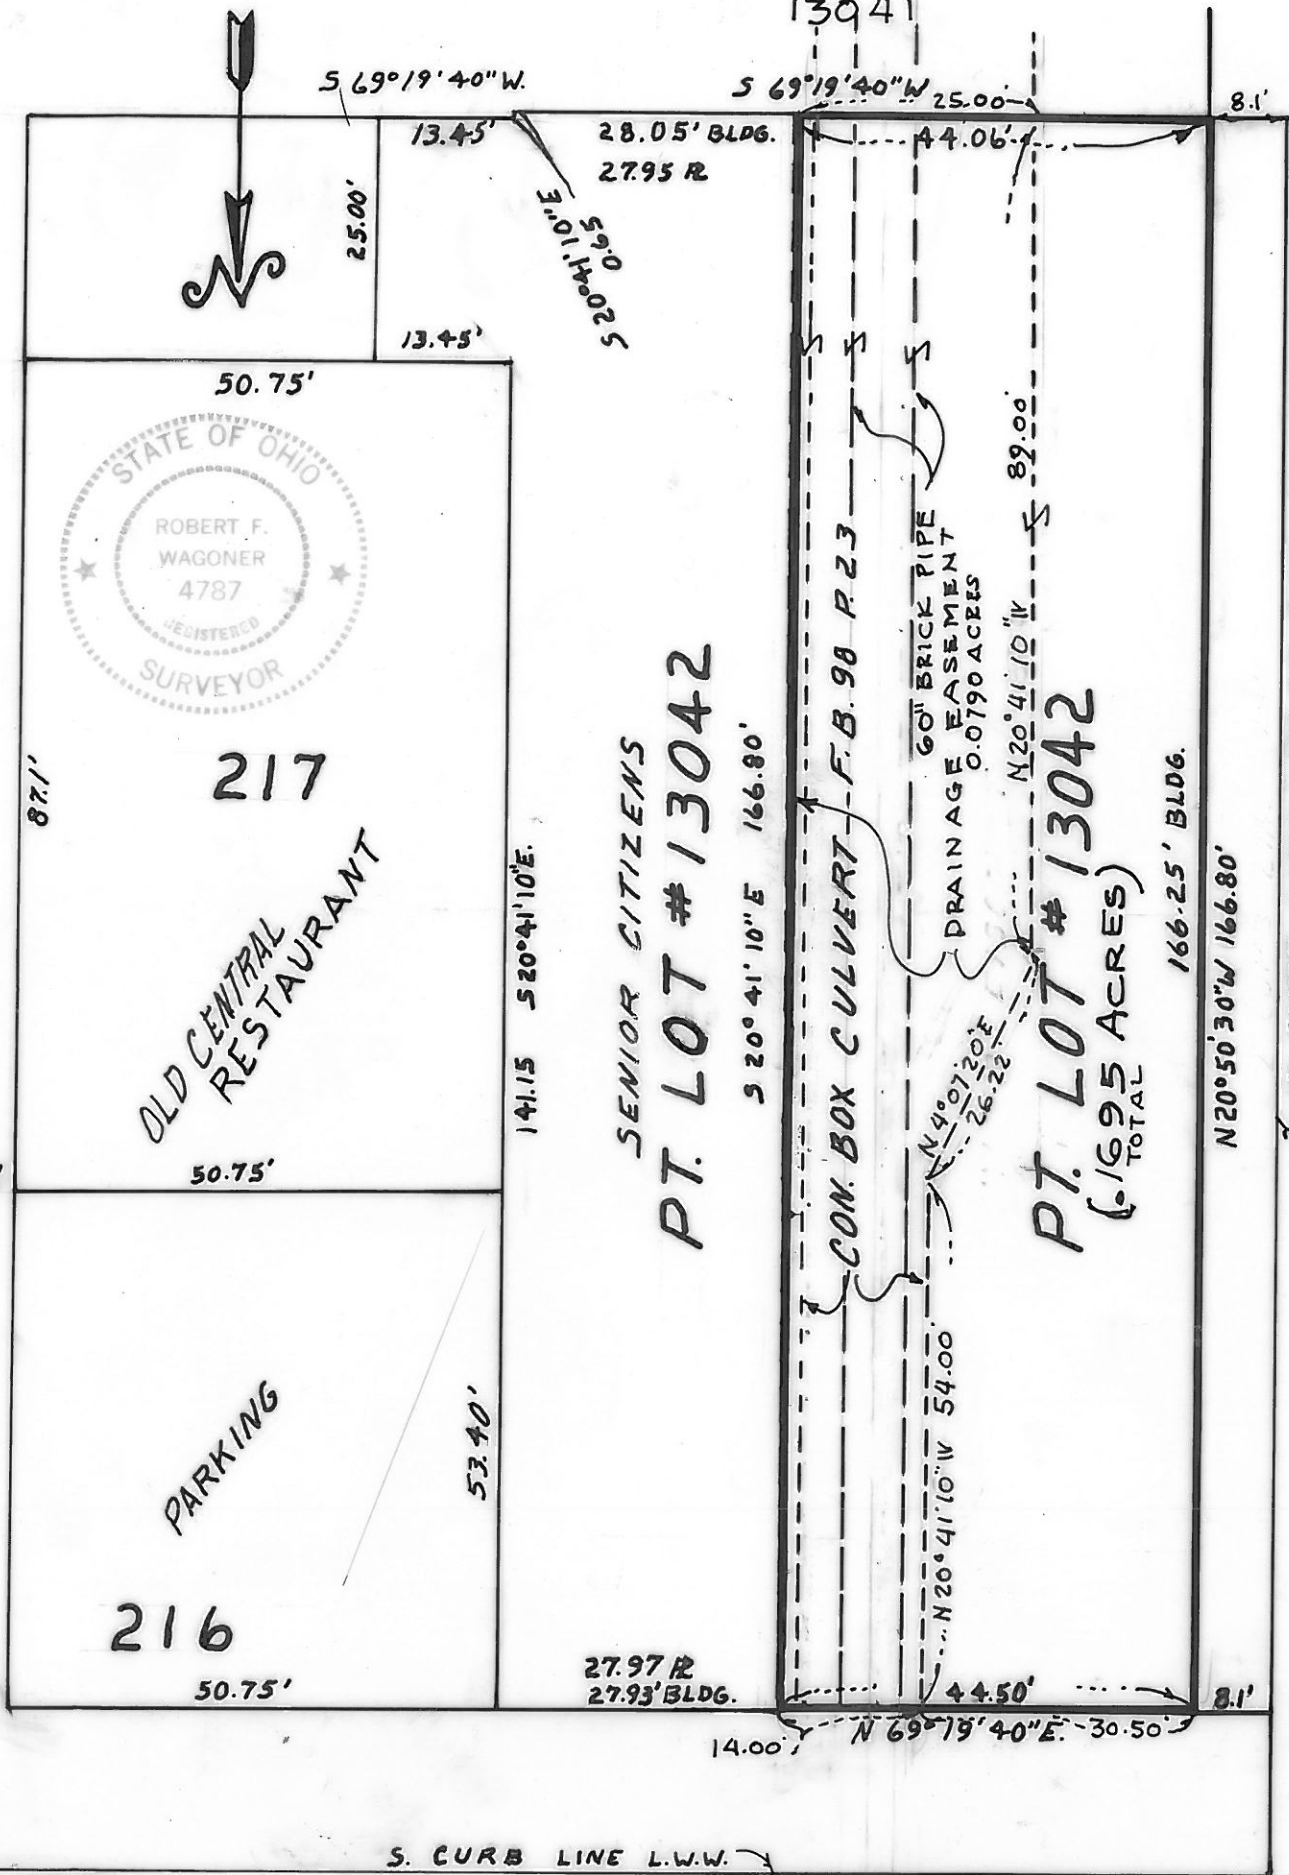 1304
S 69°19'40"W.
S 69°19'40"W
25.00
8.1'
13.45'
28.05' BLDG.
44.06
27.95 PL
25.00'
S 20°41'10"E
0.65
N
13.45'
50.75'
STATE OF OHIO
ROBERT F.
WAGONER
4787
REGISTERED
SURVEYOR
87.1'
217
OLD CENTRAL
RESTAURANT
50.75'
141.15 S 20°41'10"E.
SENIOR CITIZENS
PT. LOT # 13042
S 20°41'10"E 166.80'
CON. BOX CULVERT F.B. 98 P. 23
60" BRICK PIPE
DRAINAGE EASEMENT
0.0790 ACRES
N 20°41'10"W 89.00'
N 4°07'20"E
26.22'
PT. LOT # 13042
(.1695 ACRES)
TOTAL
166.25' BLDG.
N20°50'30"W 166.80'
PARKING
53.40'
216
50.75'
N 20°41'10"W 54.00
27.97 PL
27.93' BLDG.
44.50'
8.1'
14.00'
N 69°19'40"E.
30.50'
S. CURB LINE L.W.W.